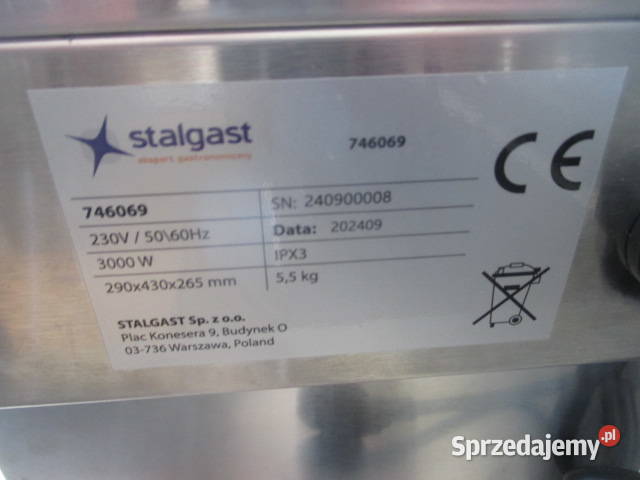 stalgast
ekspert gastronomiczny
746069
CE
746069
SN: 240900008
230V / 50\60Hz
Data: 202409
3000 W
IPX3
290x430x265 mm
5,5 kg
STALGAST Sp. z o.o.
Plac Konesera 9, Budynek O
03-736 Warszawa, Poland
Sprzedajemy.pl